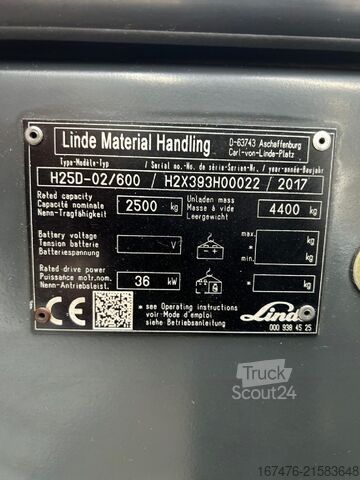 Linde Material Handling
D-63743 Aschaffenburg
Carl-von-Linde-Platz
Type-Modèle-Typ / Serial no.-No. de série-Serien-Nr. / year-année-Baujahr
H25D-02/600 / H2X393H00022 / 2017
Rated capacity
Capacité nominale
Nenn-Tragfähigkeit
2500 kg
Unladen mass
Masse à vide
Leergewicht
4400 kg
Battery voltage
Tension batterie
Batteriespannung
V
- +
max kg
min kg
Rated drive power
Puissance motr.nom.
Nenn-Antriebsleist.
36 kW
kg
CE
* see Operating instructions
voir Mode d'emploi
siehe Betriebsanleitung
Linde
000 938 45 25
Truck
Scout24
167476-21583648